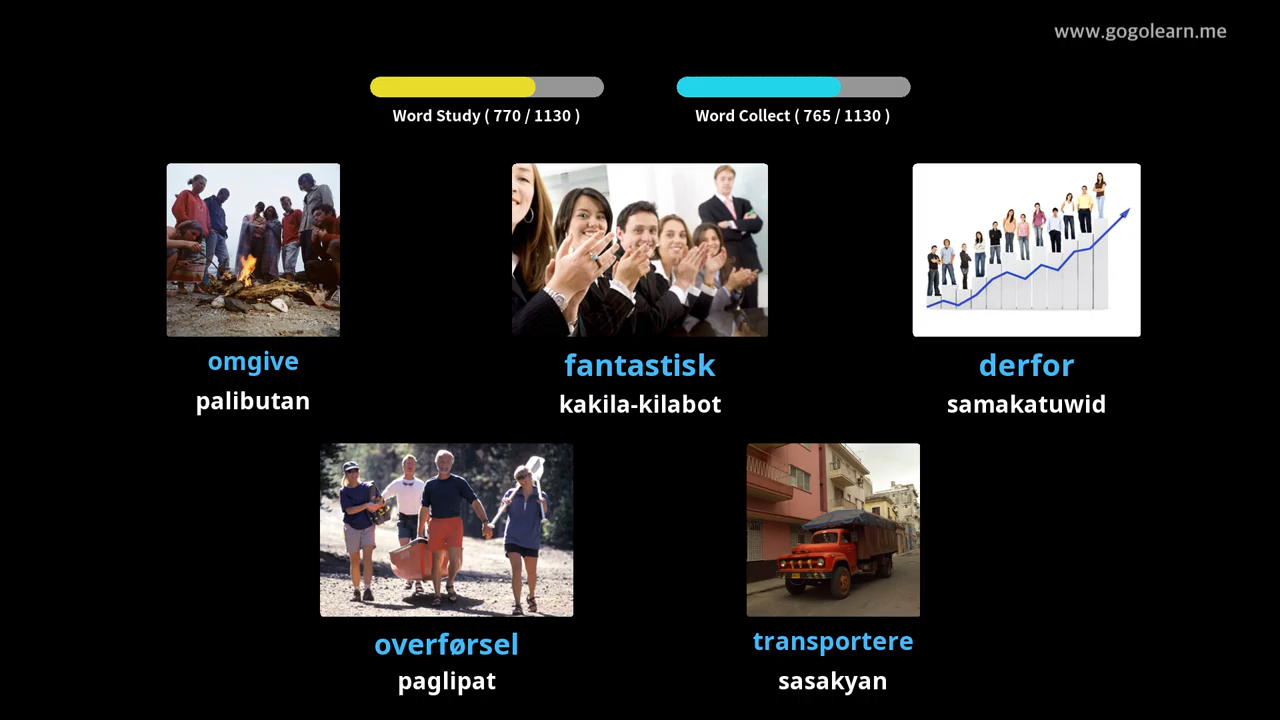 www.gogolearn.me
Word Study ( 770 / 1130 )
Word Collect ( 765 / 1130 )
omgive
palibutan
fantastisk
kakila-kilabot
derfor
samakatuwid
overførsel
paglipat
transportere
sasakyan